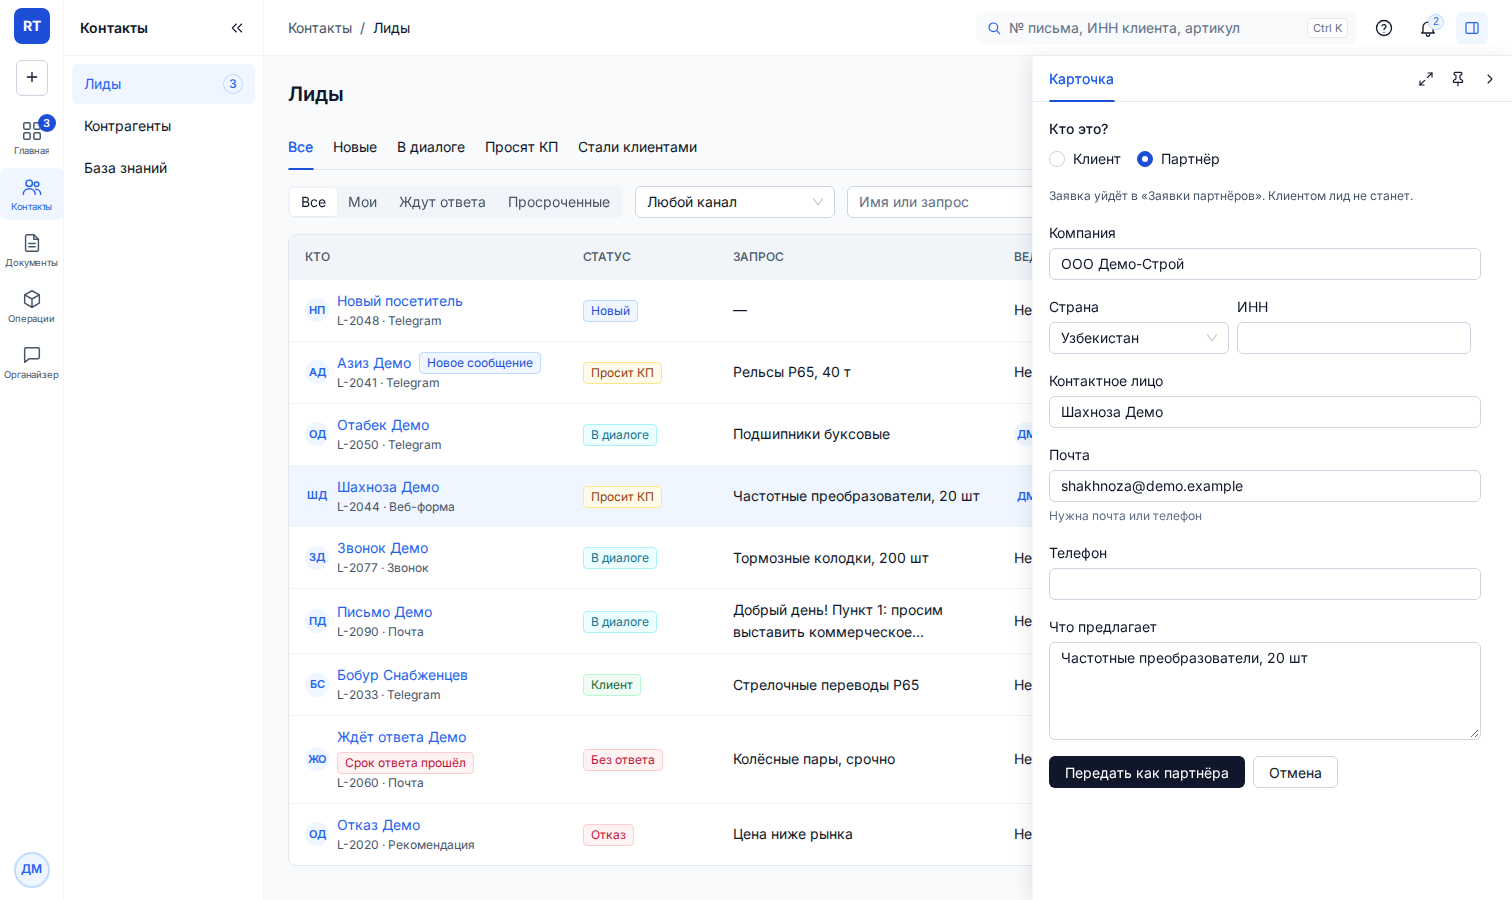 RT
Контакты
Контакты / Лиды
№ письма, ИНН клиента, артикул
Ctrl K
2
+
3
Главная
Контакты
Документы
Операции
Органайзер
ДМ
Лиды
3
Контрагенты
База знаний
Лиды
Все
Новые
В диалоге
Просят КП
Стали клиентами
Все
Мои
Ждут ответа
Просроченные
Любой канал
Имя или запрос
КТО
СТАТУС
ЗАПРОС
НП
Новый посетитель
L-2048 · Telegram
Новый
—
Не
АД
Азиз Демо
Новое сообщение
L-2041 · Telegram
Просит КП
Рельсы Р65, 40 т
Не
ОД
Отабек Демо
L-2050 · Telegram
В диалоге
Подшипники буксовые
ШД
Шахноза Демо
L-2044 · Веб-форма
Просит КП
Частотные преобразователи, 20 шт
ЗД
Звонок Демо
L-2077 · Звонок
В диалоге
Тормозные колодки, 200 шт
Не
ПД
Письмо Демо
L-2090 · Почта
В диалоге
Добрый день! Пункт 1: просим
выставить коммерческое...
Не
БС
Бобур Снабженцев
L-2033 · Telegram
Клиент
Стрелочные переводы Р65
Не
ЖО
Ждёт ответа Демо
Срок ответа прошёл
L-2060 · Почта
Без ответа
Колёсные пары, срочно
Не
ОД
Отказ Демо
L-2020 · Рекомендация
Отказ
Цена ниже рынка
Не
Карточка
Кто это?
Клиент
Партнёр
Заявка уйдёт в «Заявки партнёров». Клиентом лид не станет.
Компания
ООО Демо-Строй
Страна
ИНН
Узбекистан
Контактное лицо
Шахноза Демо
Почта
shakhnoza@demo.example
Нужна почта или телефон
Телефон
Что предлагает
Частотные преобразователи, 20 шт
Передать как партнёра
Отмена